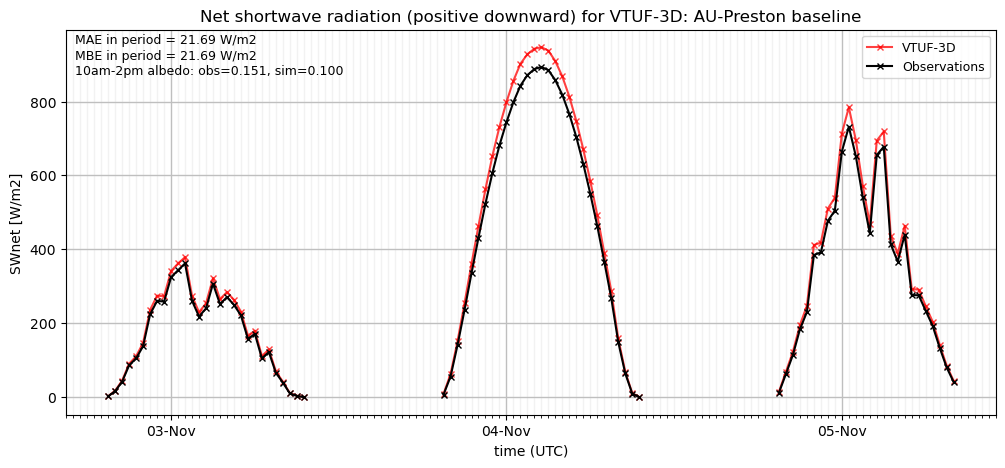 Net shortwave radiation (positive downward) for VTUF-3D: AU-Preston baseline
MAE in period = 21.69 W/m2
MBE in period = 21.69 W/m2
10am-2pm albedo: obs=0.151, sim=0.100
VTUF-3D
Observations
SWnet [W/m2]
800
600
400
200
0
03-Nov
04-Nov
05-Nov
time (UTC)